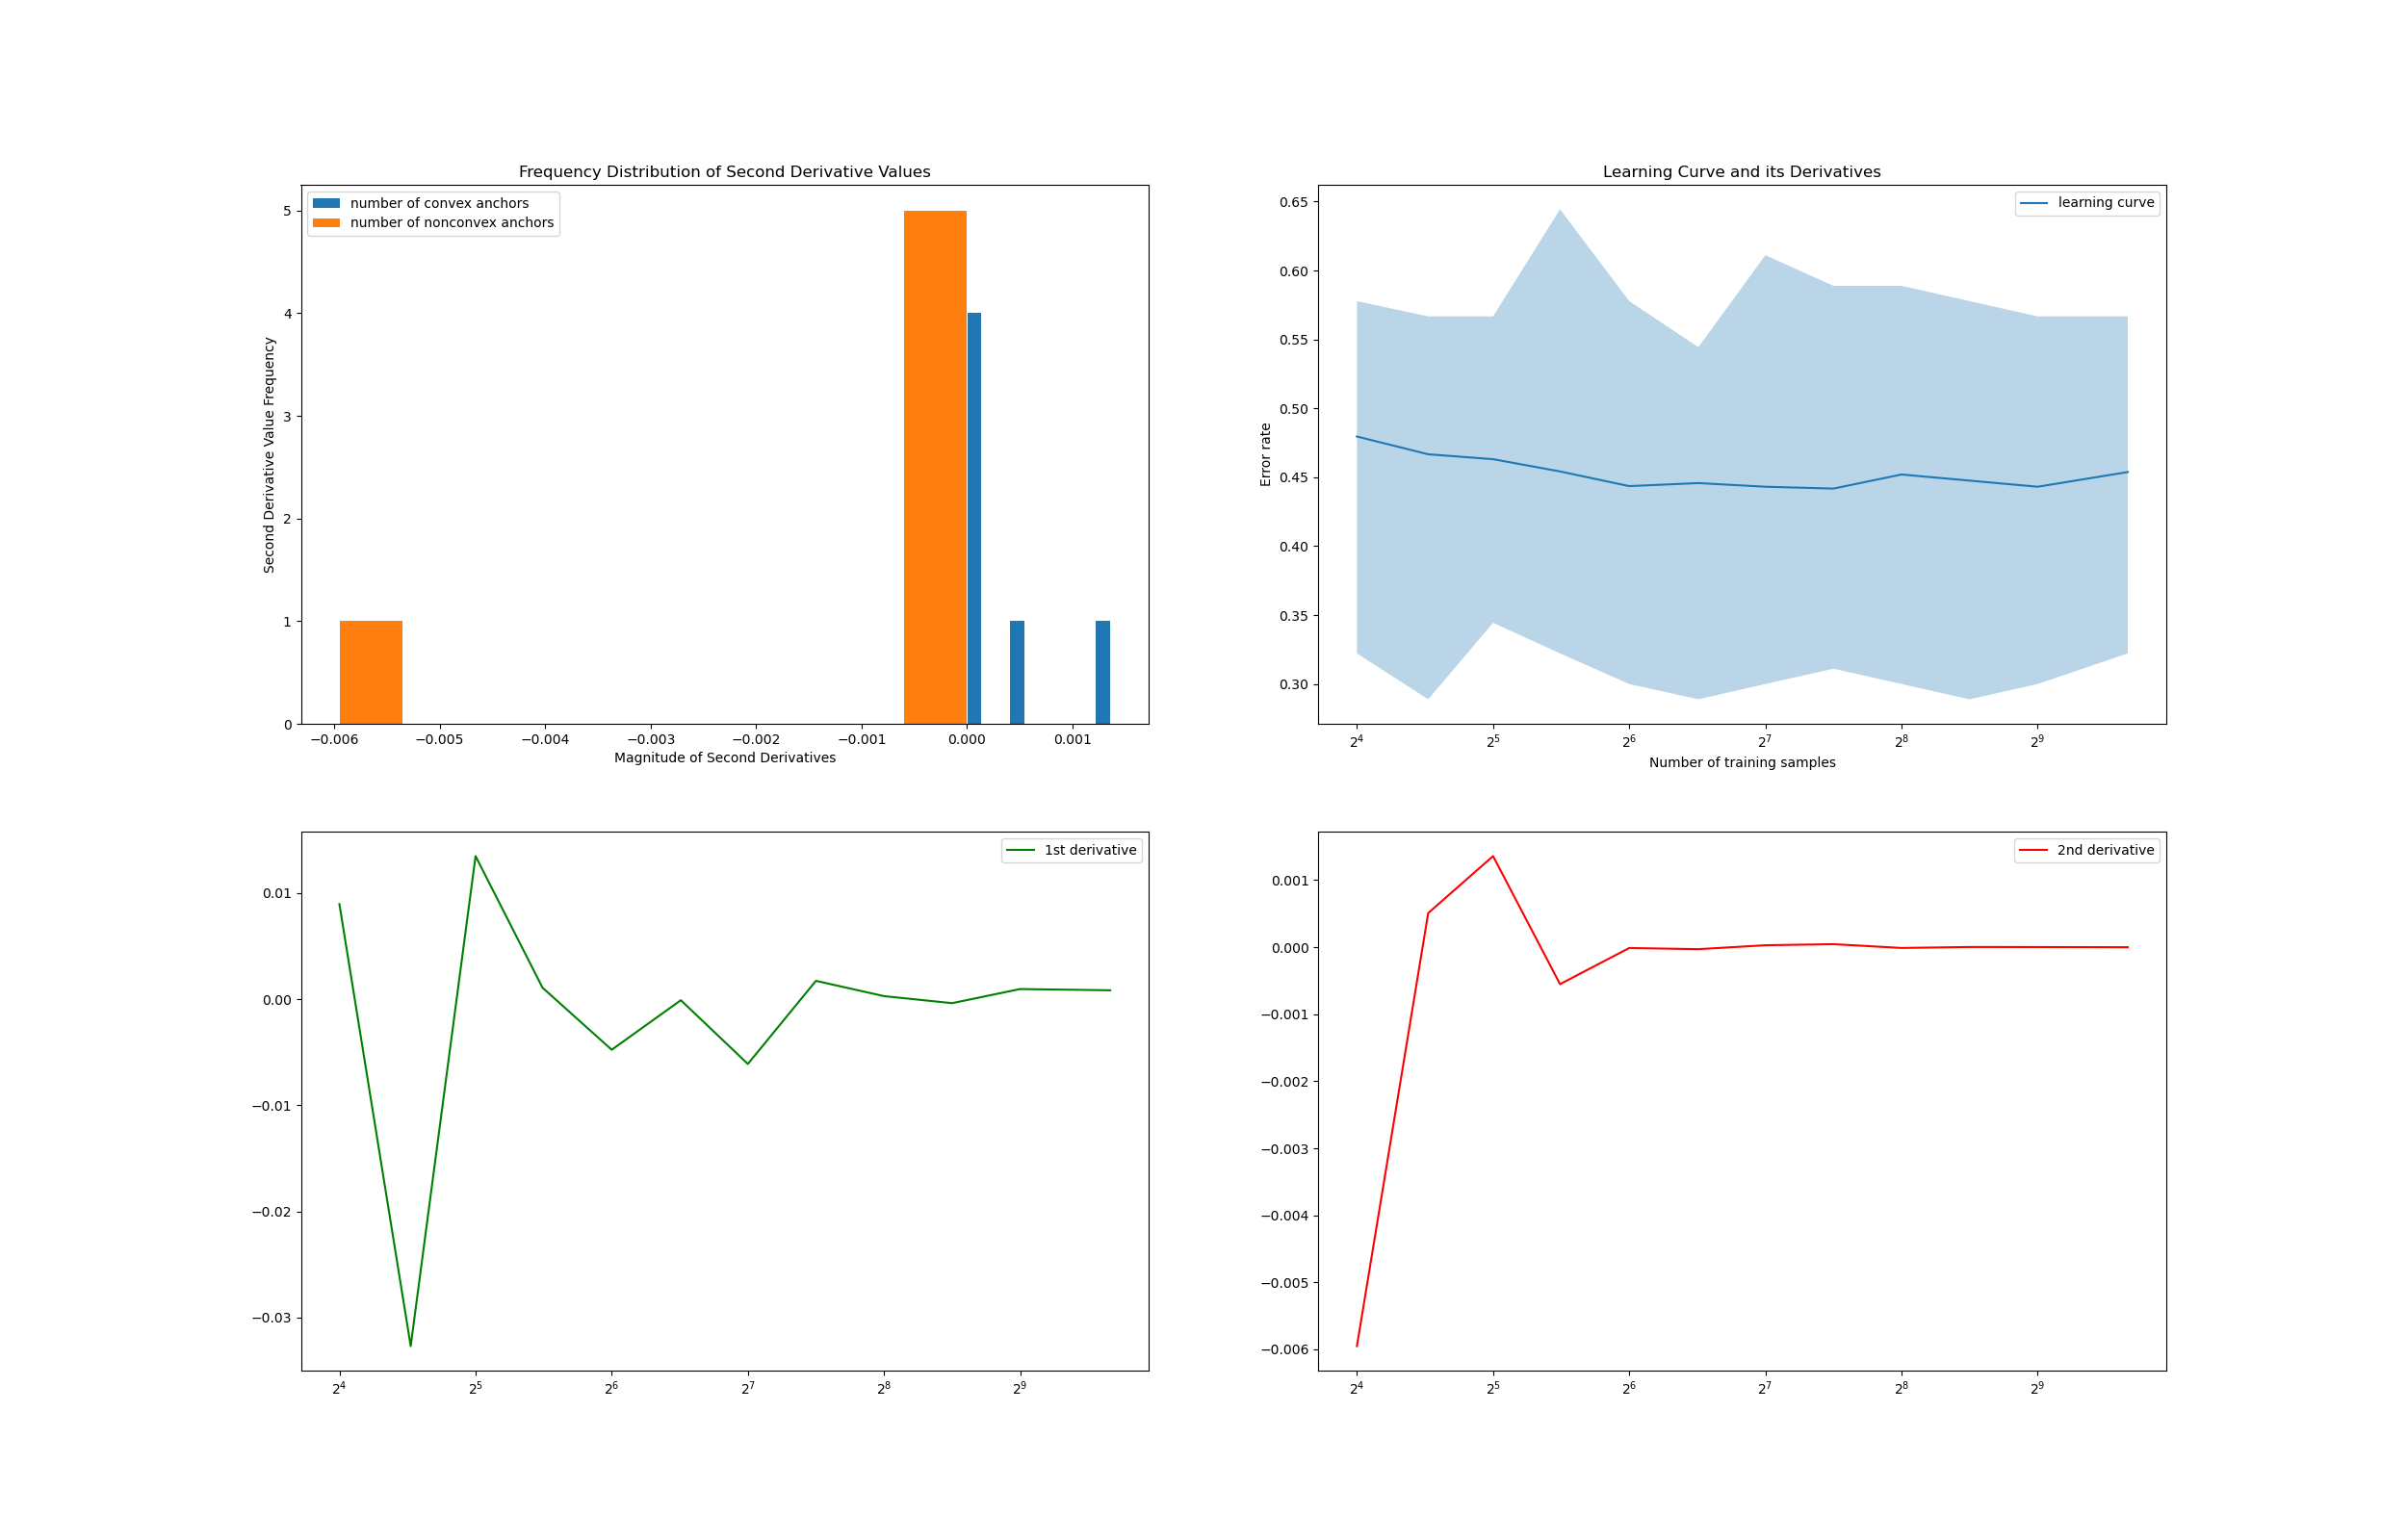 Frequency Distribution of Second Derivative Values
number of convex anchors
number of nonconvex anchors
Second Derivative Value Frequency
5
4
3
2
1
0
−0.006 −0.005 −0.004 −0.003 −0.002 −0.001 0.000 0.001
Magnitude of Second Derivatives
Learning Curve and its Derivatives
learning curve
Error rate
0.65
0.60
0.55
0.50
0.45
0.40
0.35
0.30
2⁴ 2⁵ 2⁶ 2⁷ 2⁸ 2⁹
Number of training samples
1st derivative
0.01
0.00
−0.01
−0.02
−0.03
2⁴ 2⁵ 2⁶ 2⁷ 2⁸ 2⁹
2nd derivative
0.001
0.000
−0.001
−0.002
−0.003
−0.004
−0.005
−0.006
2⁴ 2⁵ 2⁶ 2⁷ 2⁸ 2⁹